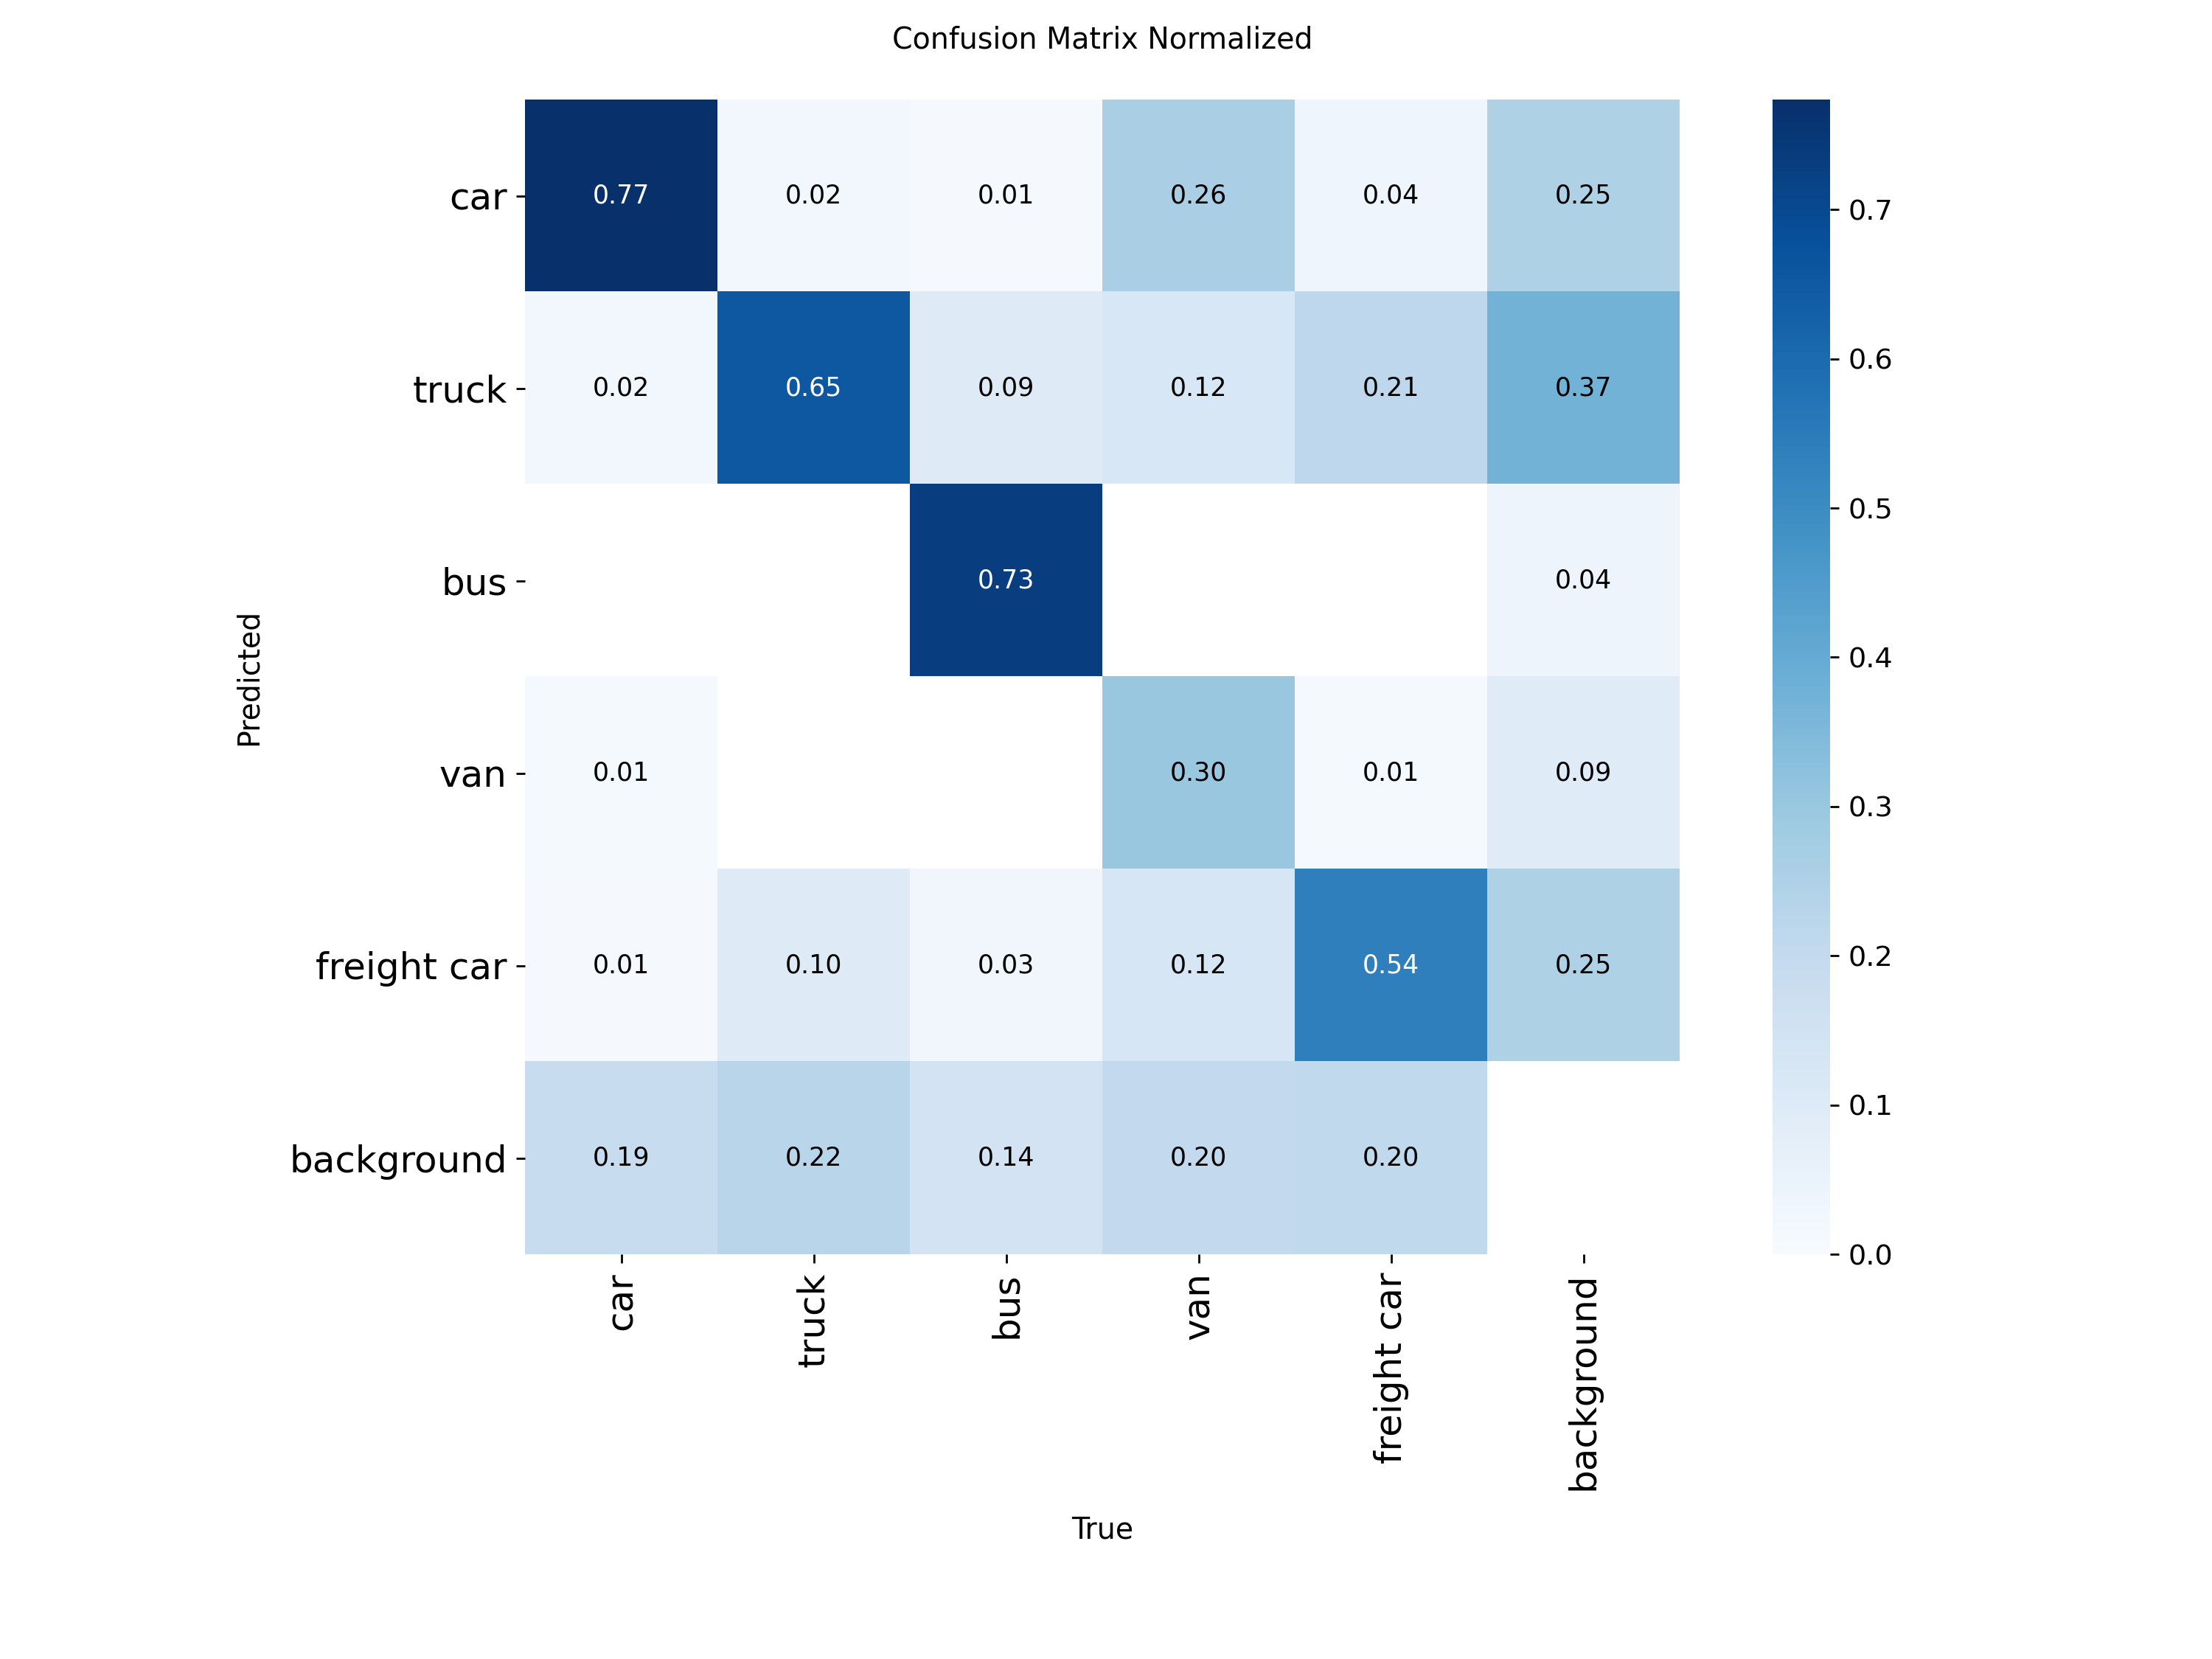 Confusion Matrix Normalized
car
0.77 0.02 0.01 0.26 0.04 0.25
truck
0.02 0.65 0.09 0.12 0.21 0.37
bus
0.73 0.04
van
0.01 0.30 0.01 0.09
freight car
0.01 0.10 0.03 0.12 0.54 0.25
background
0.19 0.22 0.14 0.20 0.20
Predicted
car
truck
bus
van
freight car
background
True
0.7
0.6
0.5
0.4
0.3
0.2
0.1
0.0